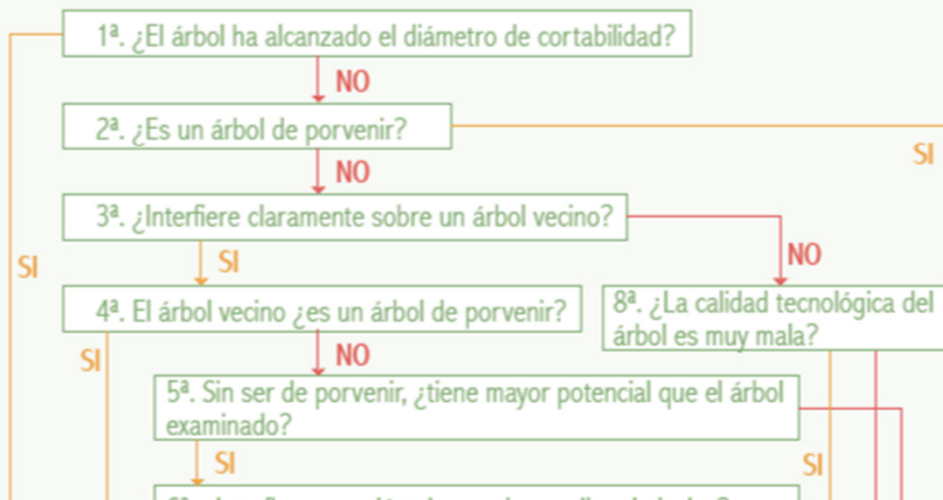 1ª. ¿El árbol ha alcanzado el diámetro de cortabilidad?
NO
2ª. ¿Es un árbol de porvenir?
SI
NO
3ª. ¿Interfiere claramente sobre un árbol vecino?
SI
SI
NO
4ª. El árbol vecino ¿es un árbol de porvenir?
8ª. ¿La calidad tecnológica del
árbol es muy mala?
SI
NO
5ª. Sin ser de porvenir, ¿tiene mayor potencial que el árbol
examinado?
SI
SI